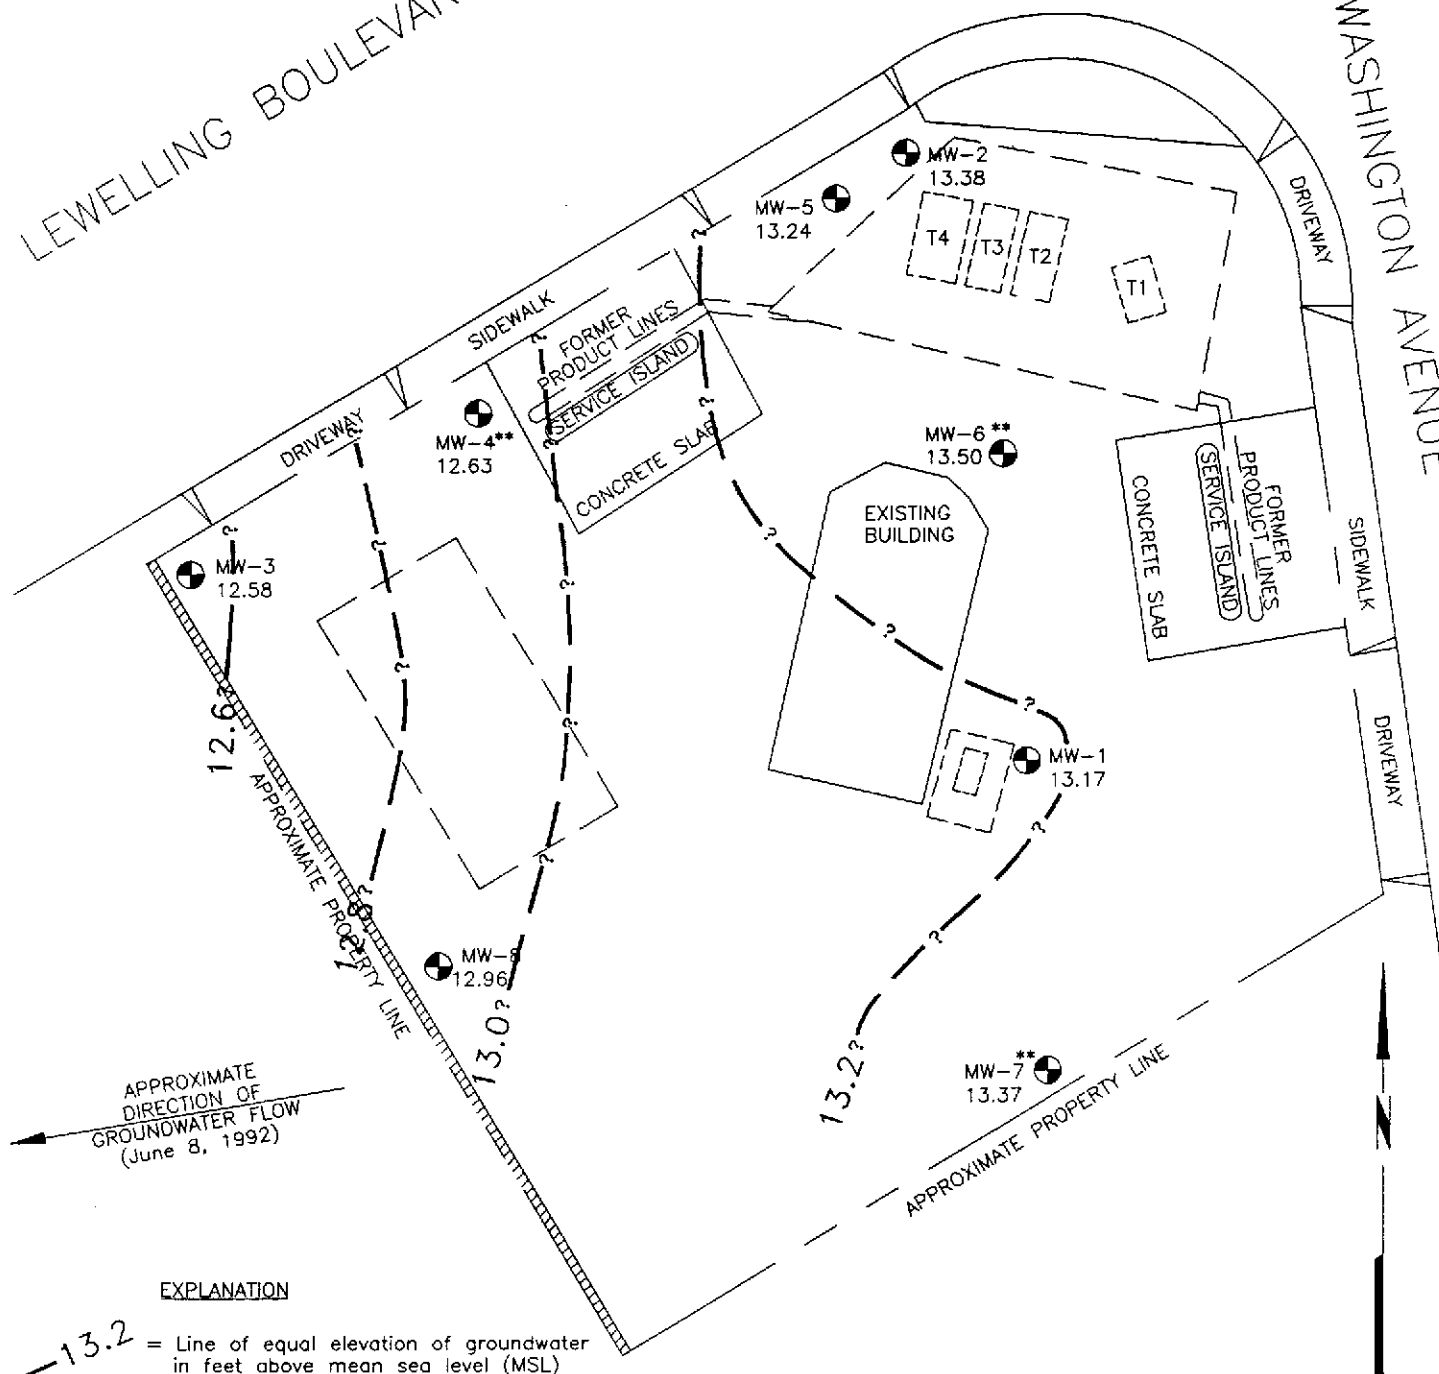 LEWELLING BOULEVAR
WASHINGTON AVENUE
MW-2
13.38
MW-5
13.24
T4
T3
T2
T1
DRIVEWAY
SIDEWALK
FORMER
PRODUCT LINES
SERVICE ISLAND
CONCRETE SLAB
DRIVEWAY
MW-4**
12.63
MW-6**
13.50
EXISTING
BUILDING
FORMER
PRODUCT LINES
SERVICE ISLAND
CONCRETE SLAB
SIDEWALK
DRIVEWAY
MW-3
12.58
12.6?
MW-1
13.17
12.8?
APPROXIMATE PROPERTY LINE
MW-8
12.96
13.0?
13.2?
MW-7**
13.37
APPROXIMATE PROPERTY LINE
APPROXIMATE
DIRECTION OF
GROUNDWATER FLOW
(June 8, 1992)
N
EXPLANATION
13.2 = Line of equal elevation of groundwater
in feet above mean sea level (MSL)